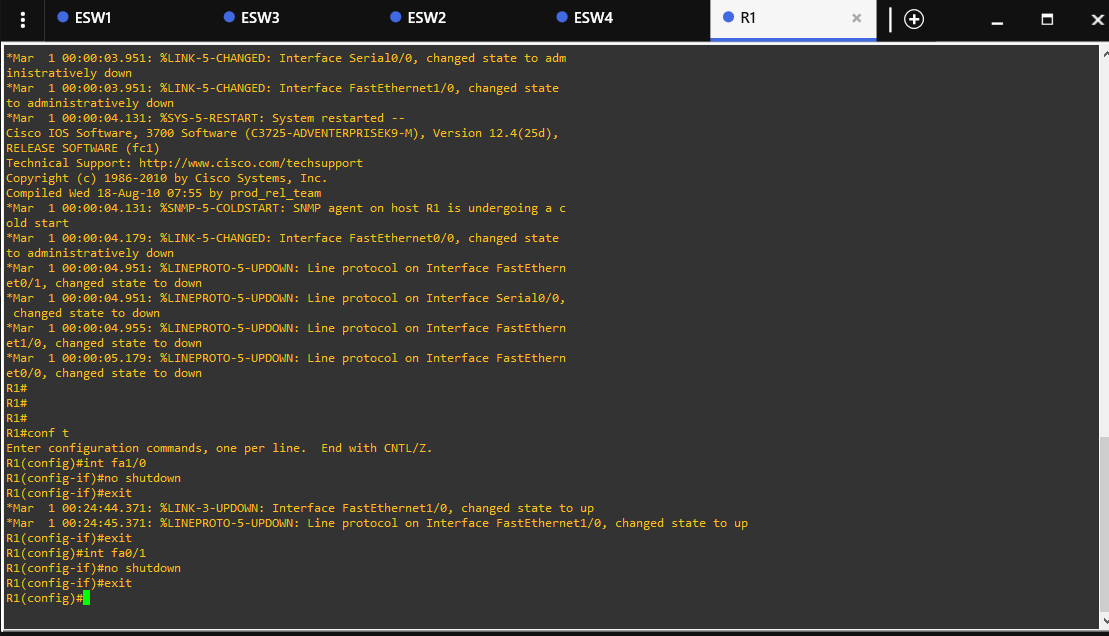 ESW1 ESW3 ESW2 ESW4 R1
*Mar  1 00:00:03.951: %LINK-5-CHANGED: Interface Serial0/0, changed state to adm
inistratively down
*Mar  1 00:00:03.951: %LINK-5-CHANGED: Interface FastEthernet1/0, changed state
to administratively down
*Mar  1 00:00:04.131: %SYS-5-RESTART: System restarted --
Cisco IOS Software, 3700 Software (C3725-ADVENTERPRISEK9-M), Version 12.4(25d),
RELEASE SOFTWARE (fc1)
Technical Support: http://www.cisco.com/techsupport
Copyright (c) 1986-2010 by Cisco Systems, Inc.
Compiled Wed 18-Aug-10 07:55 by prod_rel_team
*Mar  1 00:00:04.131: %SNMP-5-COLDSTART: SNMP agent on host R1 is undergoing a c
old start
*Mar  1 00:00:04.179: %LINK-5-CHANGED: Interface FastEthernet0/0, changed state
to administratively down
*Mar  1 00:00:04.951: %LINEPROTO-5-UPDOWN: Line protocol on Interface FastEthern
et0/1, changed state to down
*Mar  1 00:00:04.951: %LINEPROTO-5-UPDOWN: Line protocol on Interface Serial0/0,
 changed state to down
*Mar  1 00:00:04.955: %LINEPROTO-5-UPDOWN: Line protocol on Interface FastEthern
et1/0, changed state to down
*Mar  1 00:00:05.179: %LINEPROTO-5-UPDOWN: Line protocol on Interface FastEthern
et0/0, changed state to down
R1#
R1#
R1#
R1#conf t
Enter configuration commands, one per line.  End with CNTL/Z.
R1(config)#int fa1/0
R1(config-if)#no shutdown
R1(config-if)#exit
*Mar  1 00:24:44.371: %LINK-3-UPDOWN: Interface FastEthernet1/0, changed state to up
*Mar  1 00:24:45.371: %LINEPROTO-5-UPDOWN: Line protocol on Interface FastEthernet1/0, changed state to up
R1(config-if)#exit
R1(config)#int fa0/1
R1(config-if)#no shutdown
R1(config-if)#exit
R1(config)#